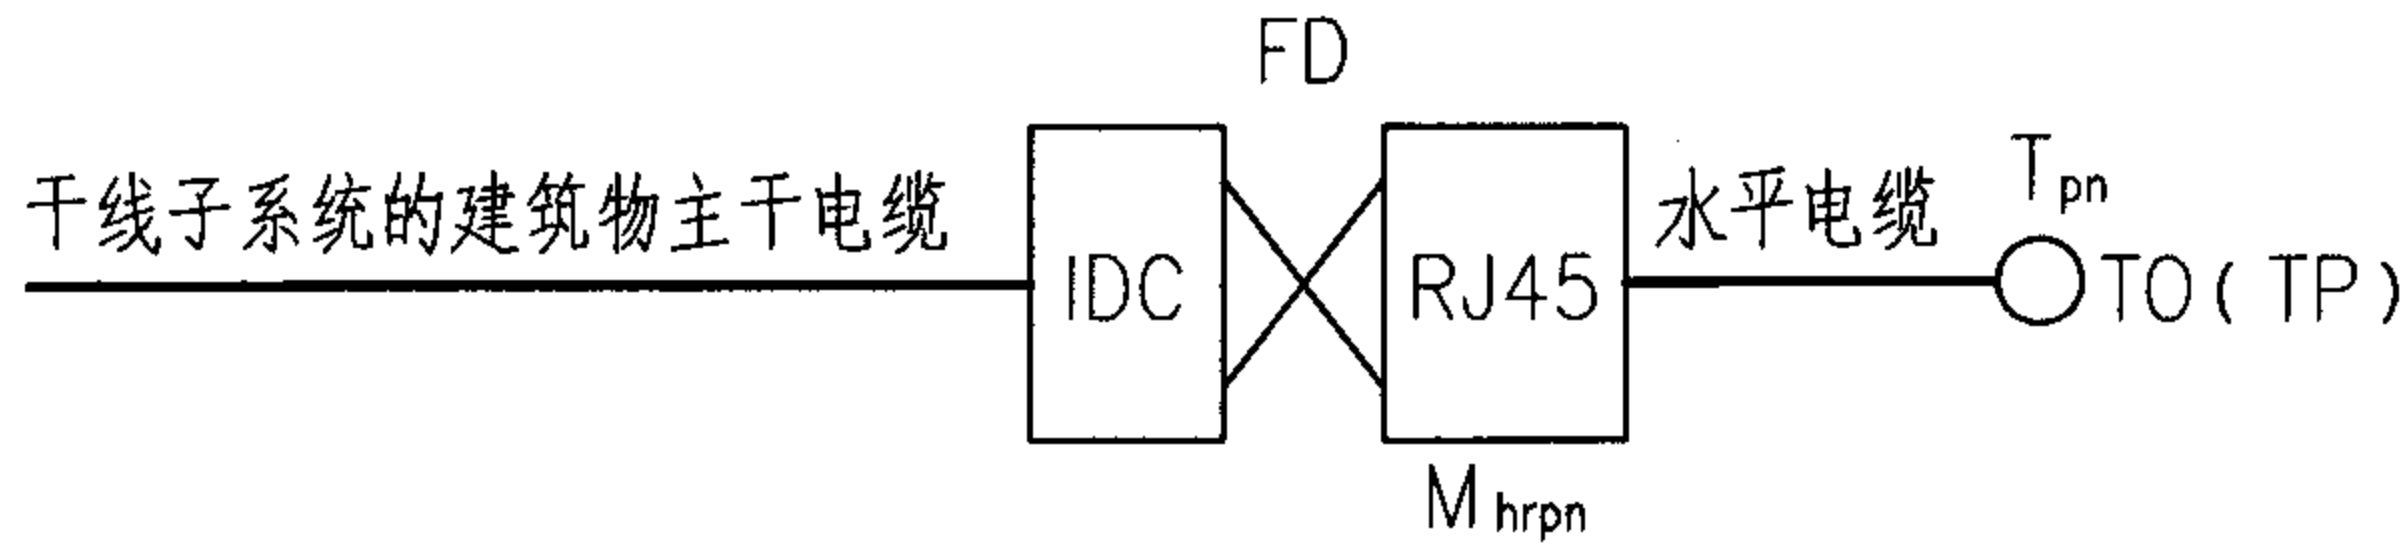 FD
干线子系统的建筑物主干电缆
IDC
RJ45
水平电缆
Tpn
TO(TP)
Mhrpn